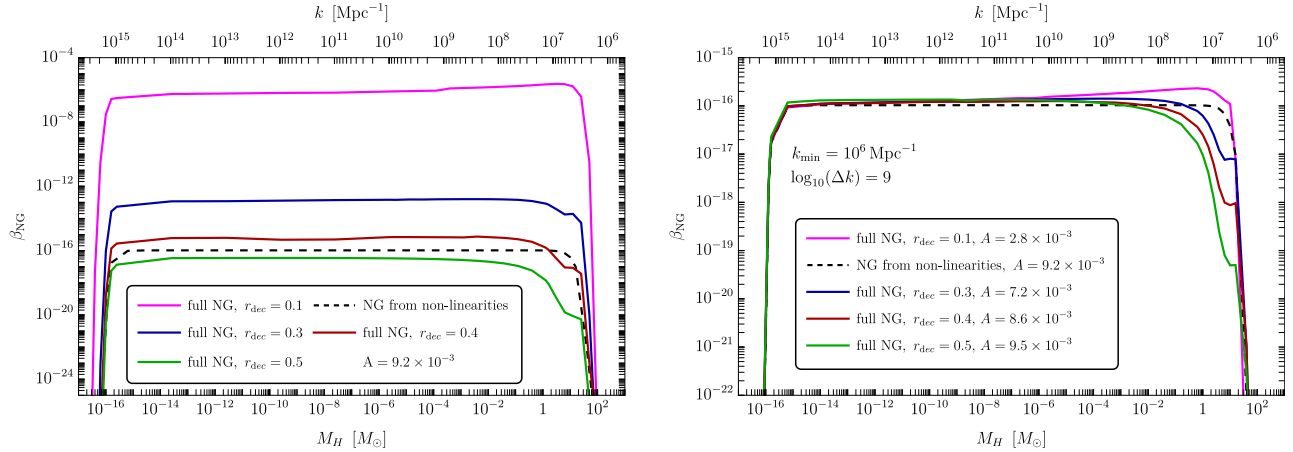 k [Mpc⁻¹]
10¹⁵ 10¹⁴ 10¹³ 10¹² 10¹¹ 10¹⁰ 10⁹ 10⁸ 10⁷ 10⁶
10⁻⁴
10⁻⁸
10⁻¹²
10⁻¹⁶
10⁻²⁰
10⁻²⁴
β_NG
full NG, r_dec = 0.1 NG from non-linearities
full NG, r_dec = 0.3 full NG, r_dec = 0.4
full NG, r_dec = 0.5 A = 9.2 × 10⁻³
10⁻¹⁶ 10⁻¹⁴ 10⁻¹² 10⁻¹⁰ 10⁻⁸ 10⁻⁶ 10⁻⁴ 10⁻² 1 10²
M_H [M_⊙]
k [Mpc⁻¹]
10¹⁵ 10¹⁴ 10¹³ 10¹² 10¹¹ 10¹⁰ 10⁹ 10⁸ 10⁷ 10⁶
10⁻¹⁵
10⁻¹⁶
10⁻¹⁷
10⁻¹⁸
10⁻¹⁹
10⁻²⁰
10⁻²¹
10⁻²²
β_NG
k_min = 10⁶ Mpc⁻¹
log₁₀(Δk) = 9
full NG, r_dec = 0.1, A = 2.8 × 10⁻³
NG from non-linearities, A = 9.2 × 10⁻³
full NG, r_dec = 0.3, A = 7.2 × 10⁻³
full NG, r_dec = 0.4, A = 8.6 × 10⁻³
full NG, r_dec = 0.5, A = 9.5 × 10⁻³
10⁻¹⁶ 10⁻¹⁴ 10⁻¹² 10⁻¹⁰ 10⁻⁸ 10⁻⁶ 10⁻⁴ 10⁻² 1 10²
M_H [M_⊙]